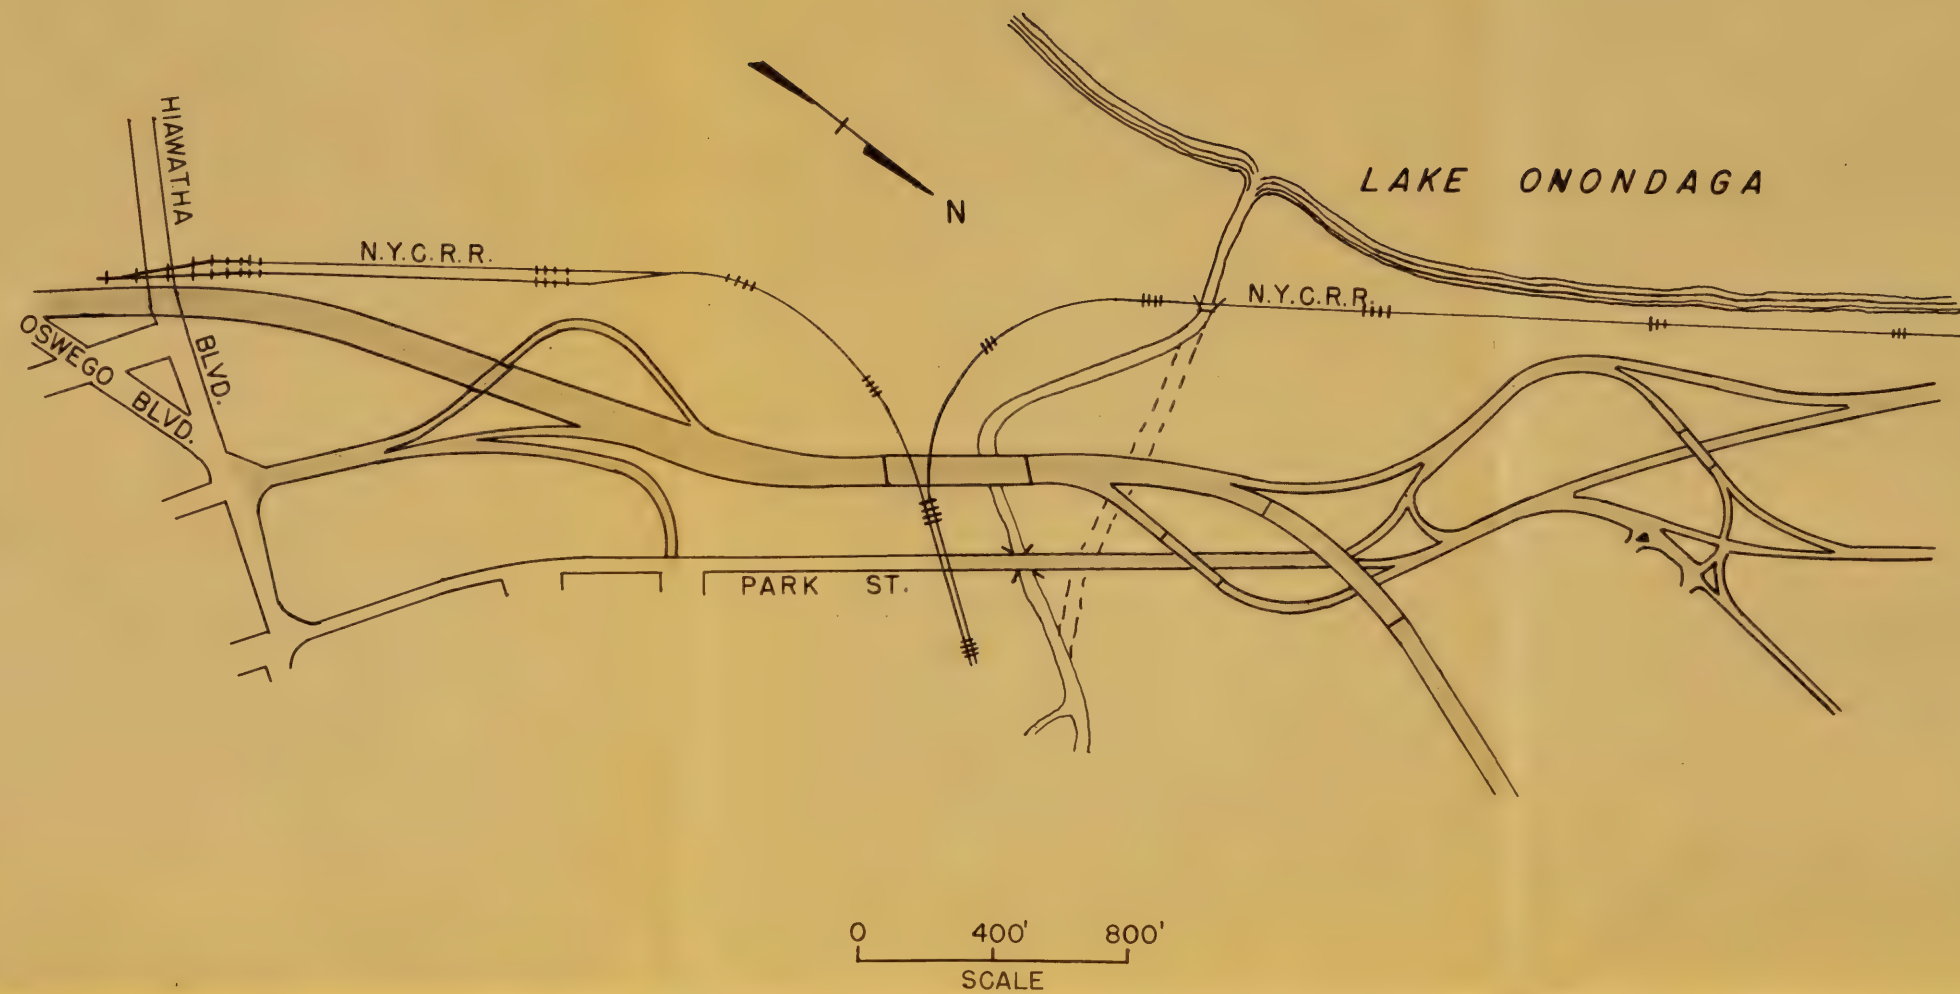 HIAWATHA
BLVD.
N.Y.C.R.R.
OSWEGO BLVD.
N
LAKE ONONDAGA
N.Y.C.R.R.
PARK ST.
0 400' 800'
SCALE